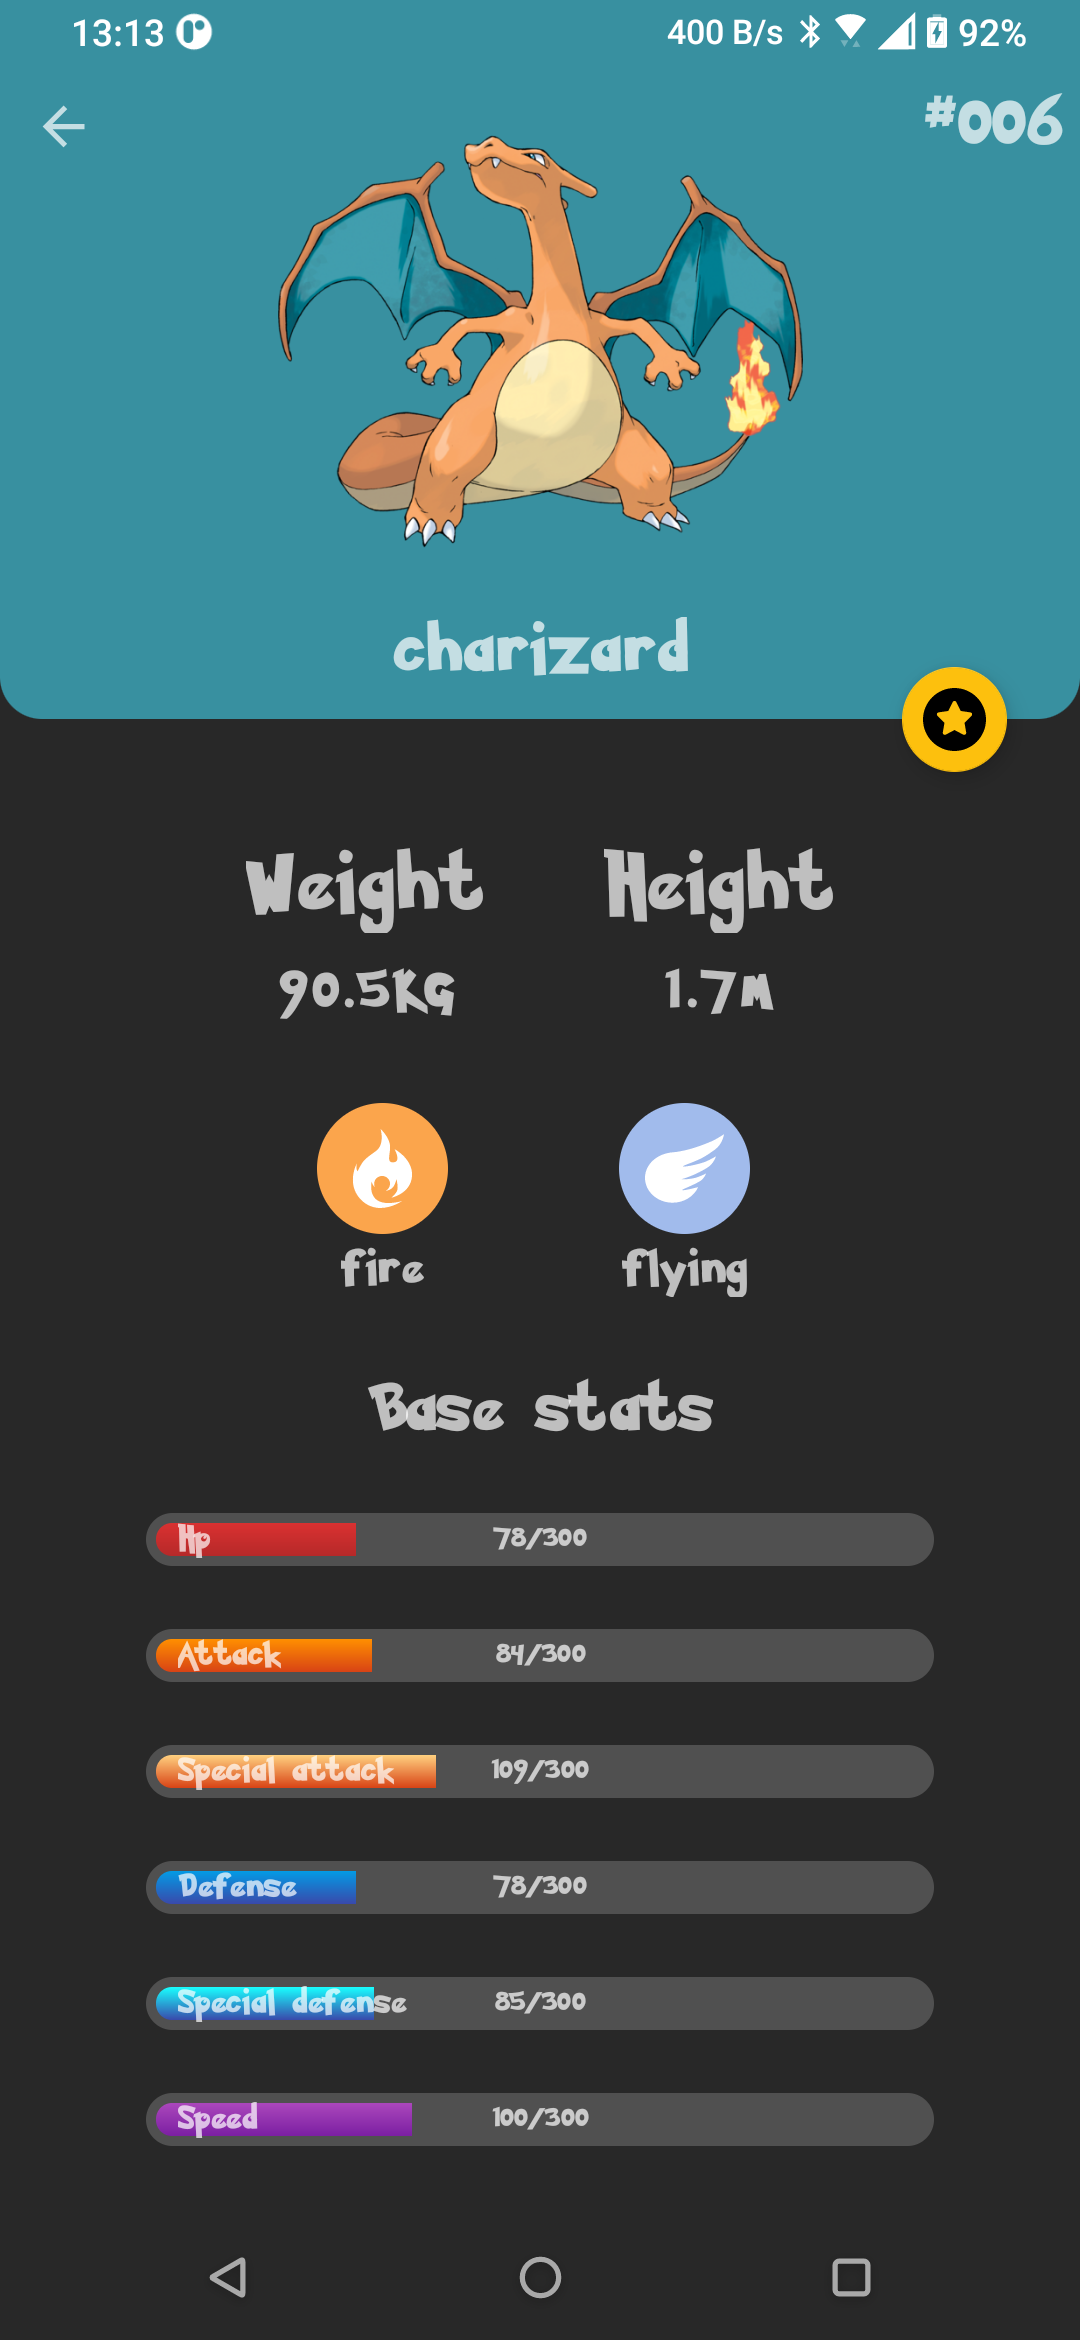 13:13 400 B/s 92%
#006
charizard
Weight Height
90.5KG 1.7M
fire flying
Base stats
Hp 78/300
Attack 84/300
Special attack 109/300
Defense 78/300
Special defense 85/300
Speed 100/300